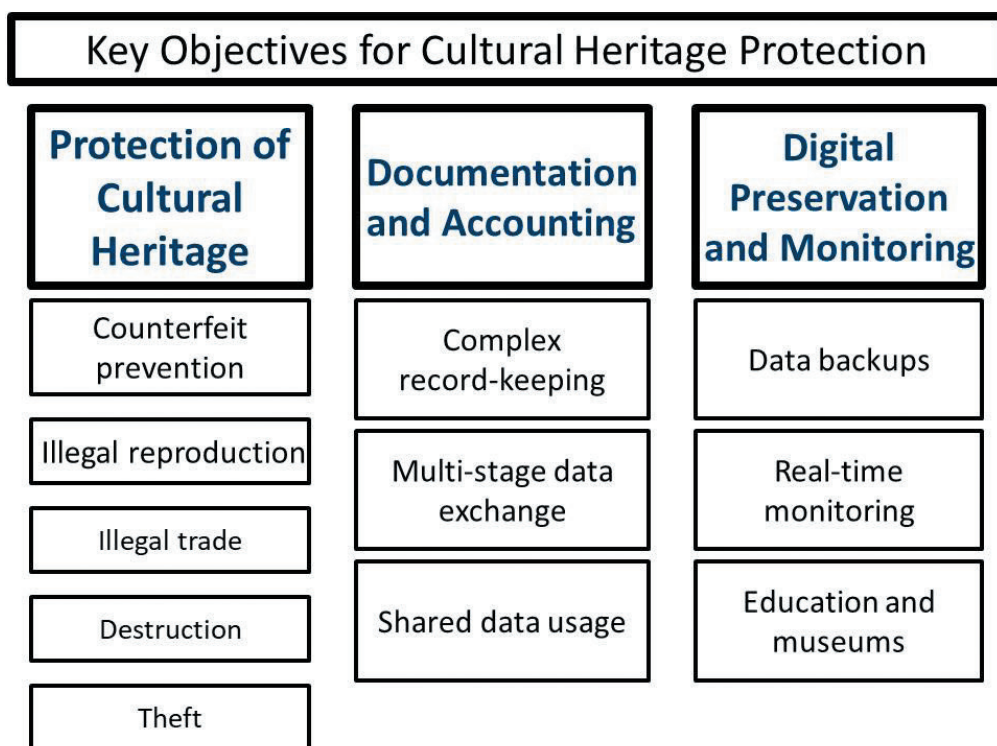 Key Objectives for Cultural Heritage Protection
Protection of
Cultural
Heritage
Counterfeit
prevention
Illegal reproduction
Illegal trade
Destruction
Theft
Documentation
and Accounting
Complex
record-keeping
Multi-stage data
exchange
Shared data usage
Digital
Preservation
and Monitoring
Data backups
Real-time
monitoring
Education and
museums